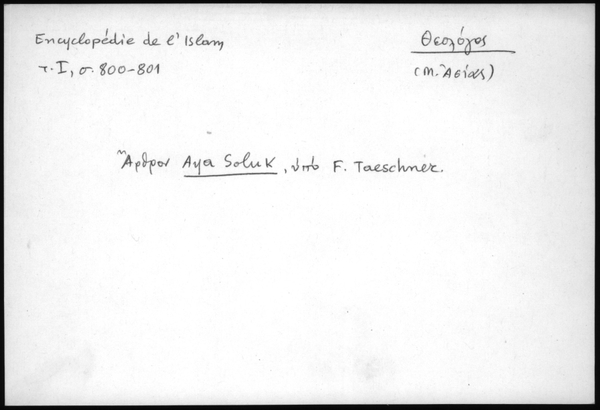 Encyclopédie de l'Islam
τ. I, σ. 800-801
Θεολόγος
(Μ. Ἀσίας)
Ἄρθρον Aya Soluk, ὑπὸ F. Taeschner.